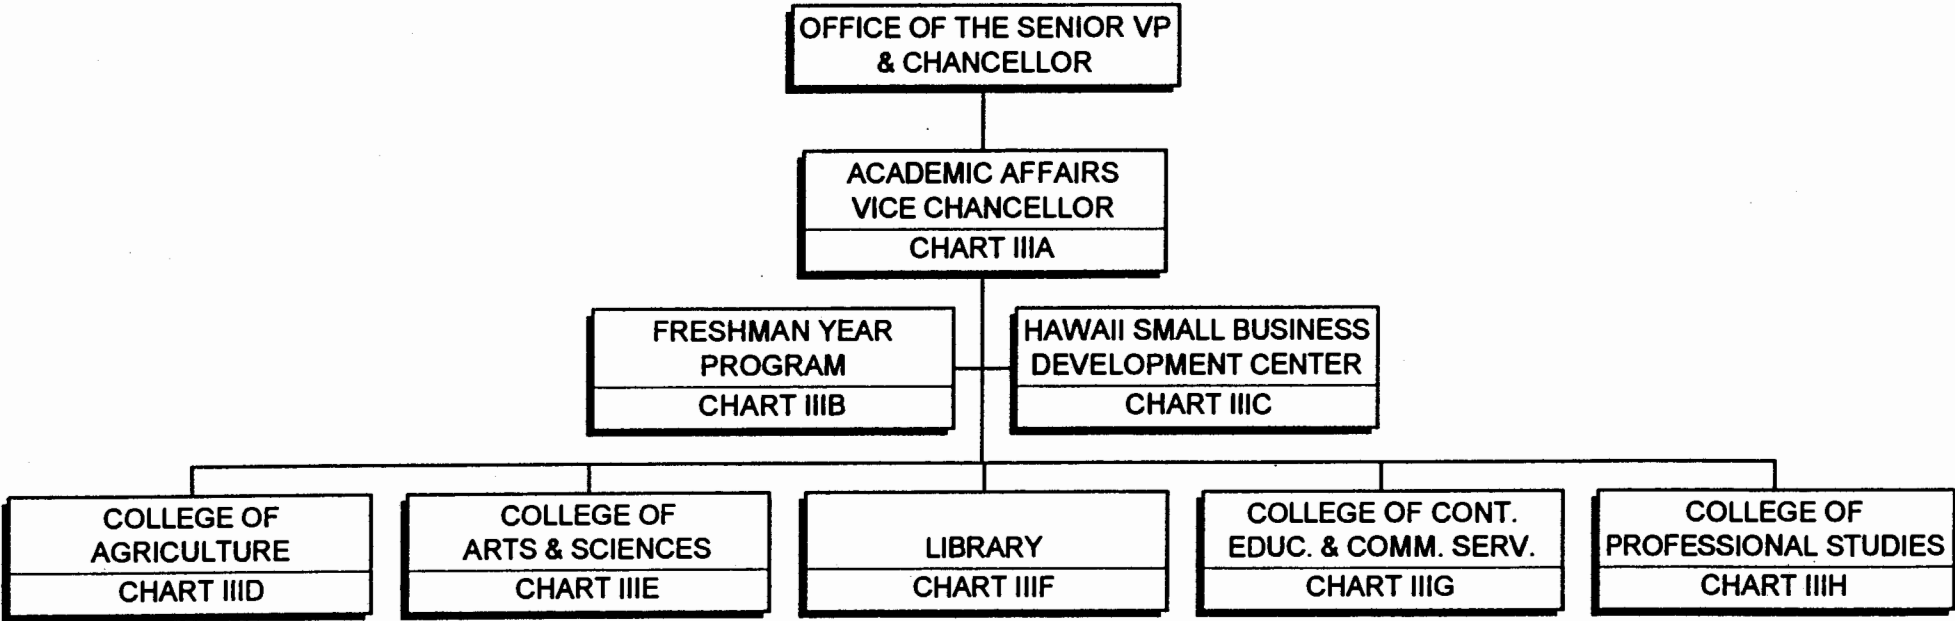 OFFICE OF THE SENIOR VP
& CHANCELLOR
ACADEMIC AFFAIRS
VICE CHANCELLOR
CHART IIIA
FRESHMAN YEAR
PROGRAM
CHART IIIB
HAWAII SMALL BUSINESS
DEVELOPMENT CENTER
CHART IIIC
COLLEGE OF
AGRICULTURE
CHART IIID
COLLEGE OF
ARTS & SCIENCES
CHART IIIE
LIBRARY
CHART IIIF
COLLEGE OF CONT.
EDUC. & COMM. SERV.
CHART IIIG
COLLEGE OF
PROFESSIONAL STUDIES
CHART IIIH